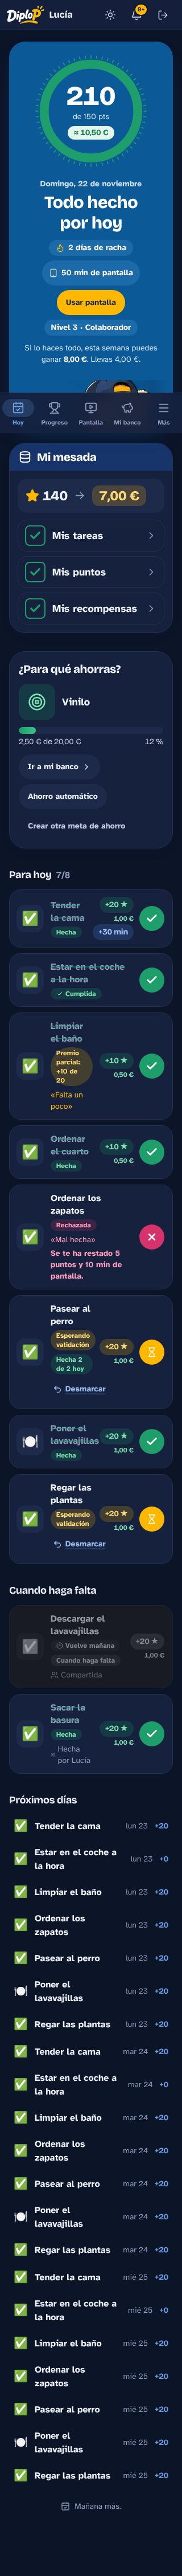 DiploP Lucía
9+
210
de 150 pts
≈ 10,50 €
Domingo, 22 de noviembre
Todo hecho
por hoy
2 días de racha
50 min de pantalla
Usar pantalla
Nivel 3 · Colaborador
Si lo haces todo, esta semana puedes
ganar 8,00 €. Llevas 4,00 €.
Hoy Progreso Pantalla Mi banco Más
Mi mesada
140 → 7,00 €
Mis tareas
Mis puntos
Mis recompensas
¿Para qué ahorras?
Vinilo
2,50 € de 20,00 € 12 %
Ir a mi banco
Ahorro automático
Crear otra meta de ahorro
Para hoy 7/8
Tender
la cama
Hecha
+20 ★
1,00 €
+30 min
Estar en el coche
a la hora
Cumplida
Limpiar
el baño
Premio
parcial:
+10 de
20
«Falta un
poco»
+10 ★
0,50 €
Ordenar
el cuarto
Hecha
+10 ★
0,50 €
Ordenar los
zapatos
Rechazada
«Mal hecha»
Se te ha restado 5
puntos y 10 min de
pantalla.
Pasear al
perro
Esperando
validación
Hecha 2
de 2 hoy
+20 ★
1,00 €
Desmarcar
Poner el
lavavajillas
Hecha
+20 ★
1,00 €
Regar las
plantas
Esperando
validación
+20 ★
1,00 €
Desmarcar
Cuando haga falta
Descargar el
lavavajillas
Vuelve mañana
Cuando haga falta
Compartida
+20 ★
1,00 €
Sacar la
basura
Hecha
Hecha
por Lucía
+20 ★
1,00 €
Próximos días
Tender la cama lun 23 +20
Estar en el coche a
la hora lun 23 +0
Limpiar el baño lun 23 +20
Ordenar los
zapatos lun 23 +20
Pasear al perro lun 23 +20
Poner el
lavavajillas lun 23 +20
Regar las plantas lun 23 +20
Tender la cama mar 24 +20
Estar en el coche a
la hora mar 24 +0
Limpiar el baño mar 24 +20
Ordenar los
zapatos mar 24 +20
Pasear al perro mar 24 +20
Poner el
lavavajillas mar 24 +20
Regar las plantas mar 24 +20
Tender la cama mié 25 +20
Estar en el coche a
la hora mié 25 +0
Limpiar el baño mié 25 +20
Ordenar los
zapatos mié 25 +20
Pasear al perro mié 25 +20
Poner el
lavavajillas mié 25 +20
Regar las plantas mié 25 +20
Mañana más.